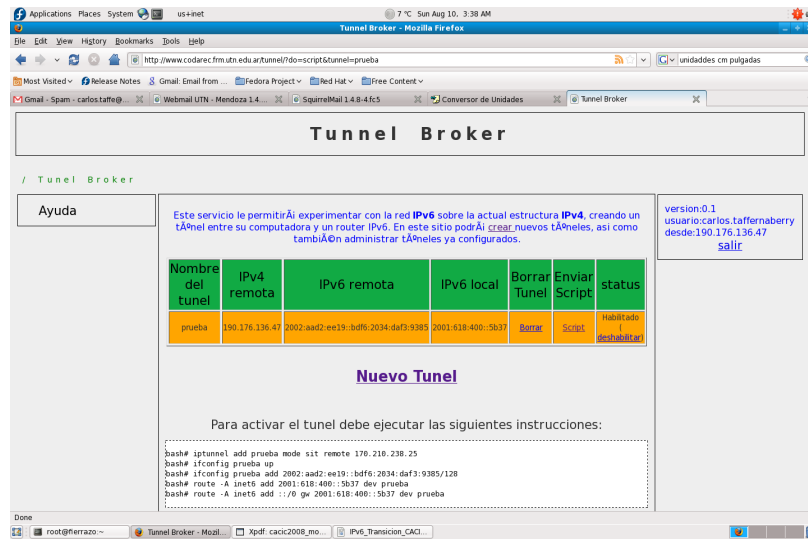 Applications Places System us+inet 7 °C Sun Aug 10, 3:38 AM
Tunnel Broker - Mozilla Firefox
File Edit View History Bookmarks Tools Help
http://www.codarec.frm.utn.edu.ar/tunnel/?do=script&tunnel=prueba unidaddes cm pulgadas
Most Visited Release Notes Gmail: Email from ... Fedora Project Red Hat Free Content
Gmail - Spam - carlos.taffe@... Webmail UTN - Mendoza 1.4... SquirrelMail 1.4.8-4.fc5 Conversor de Unidades Tunnel Broker
Tunnel Broker
/ Tunel Broker
Ayuda
Este servicio le permitirÃ¡ experimentar con la red IPv6 sobre la actual estructura IPv4, creando un
tÃºnel entre su computadora y un router IPv6. En este sitio podrÃ¡ crear nuevos tÃºneles, asi como
tambiÃ©n administrar tÃºneles ya configurados.
version:0.1
usuario:carlos.taffernaberry
desde:190.176.136.47
salir
Nombre del tunel IPv4 remota IPv6 remota IPv6 local Borrar Tunel Enviar Script status
prueba 190.176.136.47 2002:aad2:ee19::bdf6:2034:daf3:9385 2001:618:400::5b37 Borrar Script Habilitado ( deshabilitar)
Nuevo Tunel
Para activar el tunel debe ejecutar las siguientes instrucciones:
bash# iptunnel add prueba mode sit remote 170.210.238.25
bash# ifconfig prueba up
bash# ifconfig prueba add 2002:aad2:ee19::bdf6:2034:daf3:9385/128
bash# route -A inet6 add 2001:618:400::5b37 dev prueba
bash# route -A inet6 add ::/0 gw 2001:618:400::5b37 dev prueba
Done
root@fierrazo:~ Tunnel Broker - Mozil... Xpdf: cacic2008_mo... IPv6_Transicion_CACI...